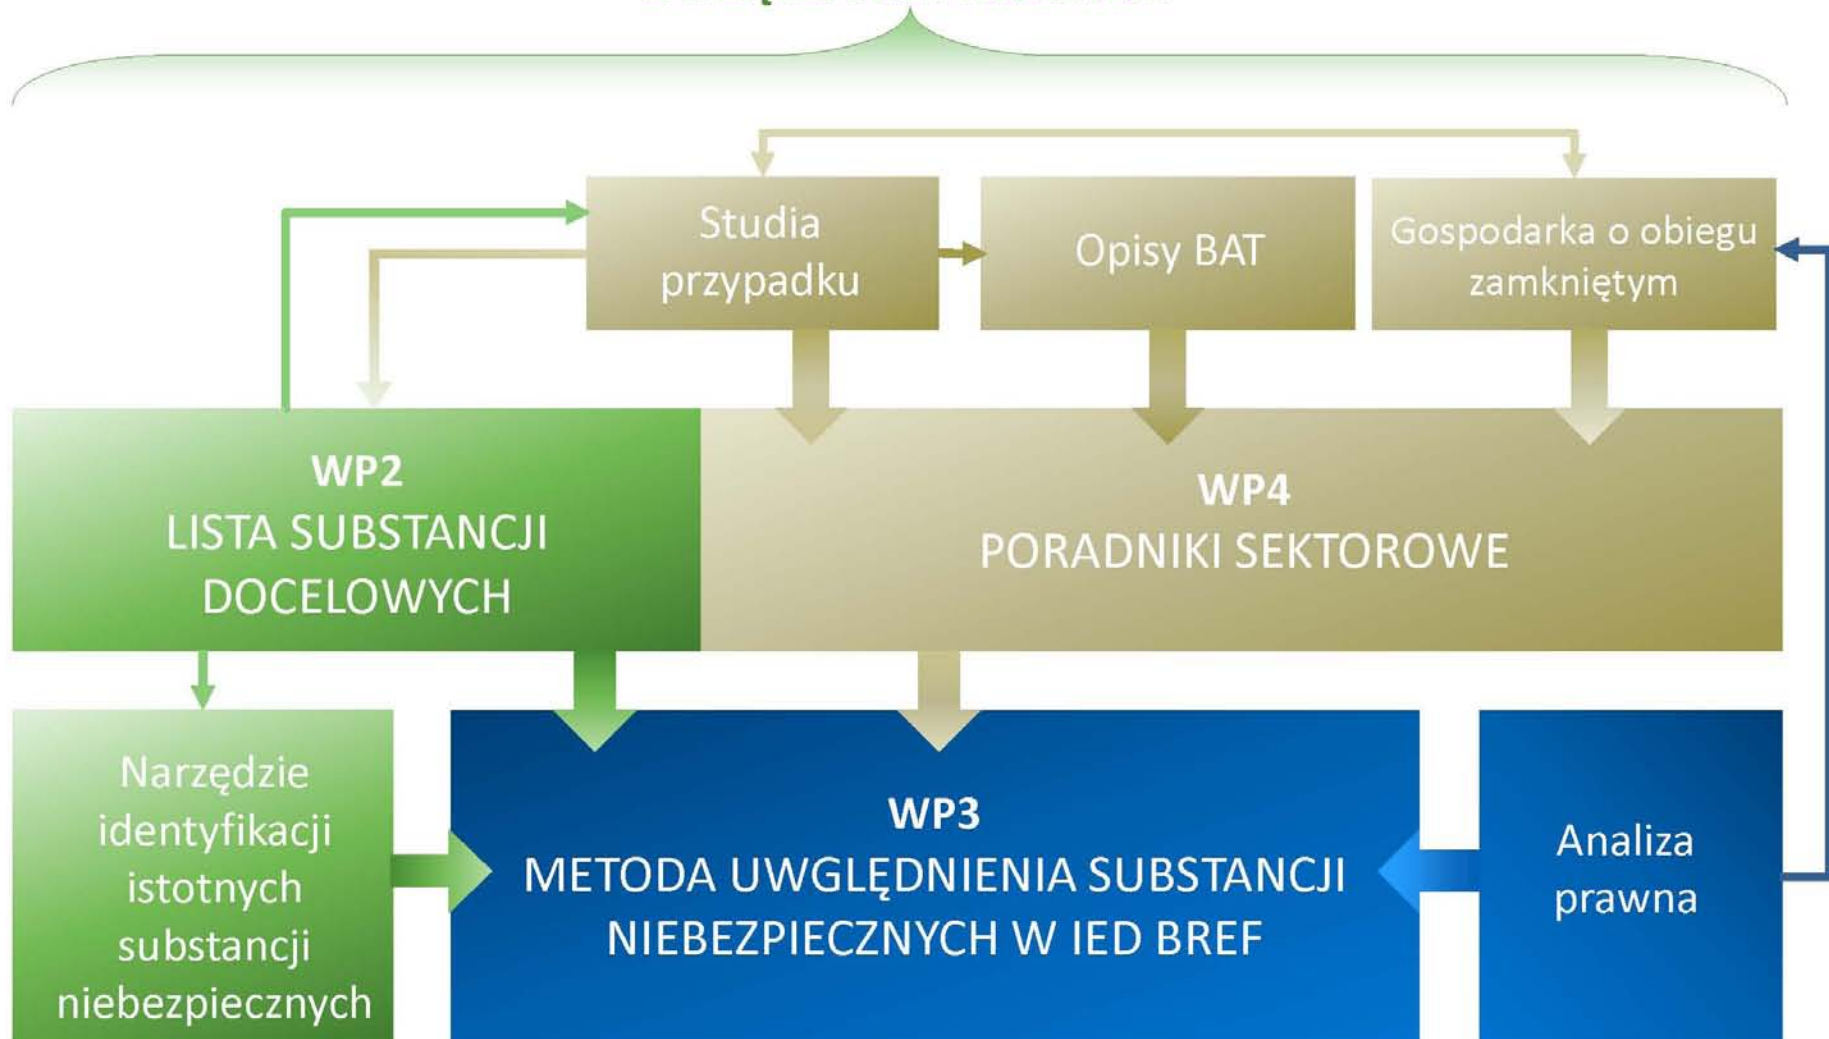 Studia
przypadku
Opisy BAT
Gospodarka o obiegu
zamkniętym
WP2
LISTA SUBSTANCJI
DOCELOWYCH
WP4
PORADNIKI SEKTOROWE
Narzędzie
identyfikacji
istotnych
substancji
niebezpiecznych
WP3
METODA UWGLĘDNIENIA SUBSTANCJI
NIEBEZPIECZNYCH W IED BREF
Analiza
prawna